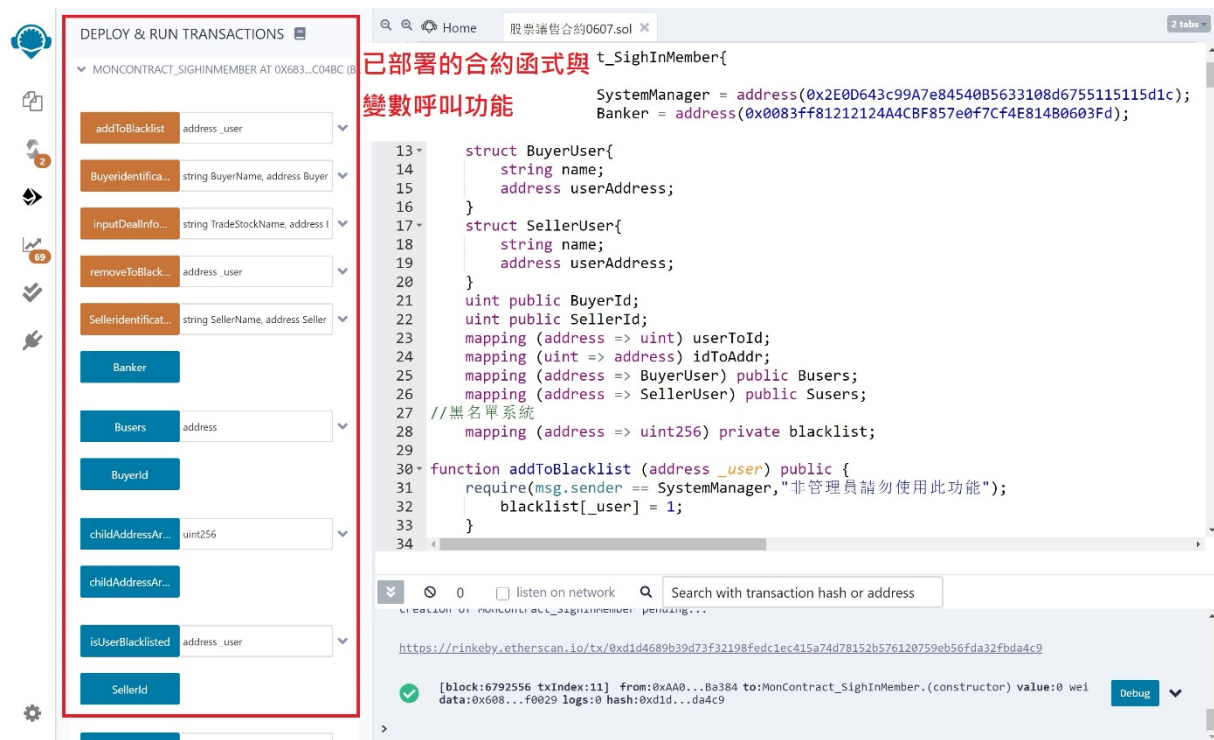 DEPLOY & RUN TRANSACTIONS
MONCONTRACT_SIGHINMEMBER AT 0X683...C04BC (B
addToBlacklist address _user
Buyeridentifica... string BuyerName, address Buyer
inputDealInfo... string TradeStockName, address
removeToBlack... address _user
Selleridentificat... string SellerName, address Seller
Banker
Busers address
BuyerId
childAddressAr... uint256
childAddressAr...
isUserBlacklisted address _user
SellerId
2
69
已部署的合約函式與
變數呼叫功能
Home 股票議售合約0607.sol
2 tabs
t_SighInMember{
SystemManager = address(0x2E0D643c99A7e84540B5633108d6755115115d1c);
Banker = address(0x0083ff81212124A4CBF857e0f7Cf4E814B0603Fd);
13 struct BuyerUser{
14 string name;
15 address userAddress;
16 }
17 struct SellerUser{
18 string name;
19 address userAddress;
20 }
21 uint public BuyerId;
22 uint public SellerId;
23 mapping (address => uint) userToId;
24 mapping (uint => address) idToAddr;
25 mapping (address => BuyerUser) public Busers;
26 mapping (address => SellerUser) public Susers;
27 //黑名單系統
28 mapping (address => uint256) private blacklist;
29
30 function addToBlacklist (address _user) public {
31 require(msg.sender == SystemManager,"非管理員請勿使用此功能");
32 blacklist[_user] = 1;
33 }
34
0 listen on network Search with transaction hash or address
creation of MonContract_SighInMember pending...
https://rinkeby.etherscan.io/tx/0xd1d4689b39d73f32198fedc1ec415a74d78152b576120759eb56fda32fbda4c9
[block:6792556 txIndex:11] from:0xAA0...Ba384 to:MonContract_SighInMember.(constructor) value:0 wei
data:0x608...f0029 logs:0 hash:0xd1d...da4c9
Debug
>